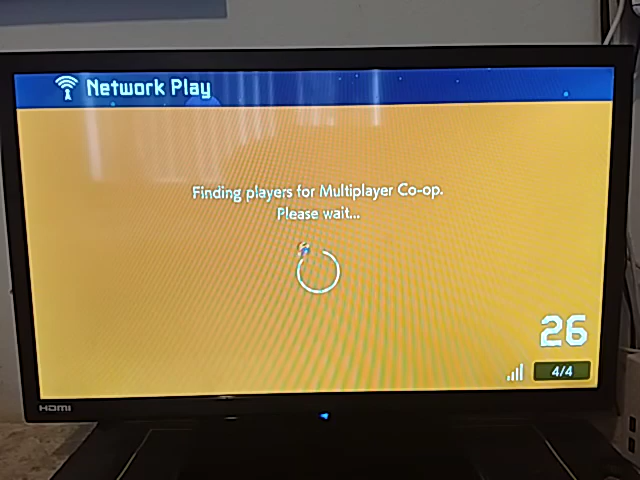 Network Play
Finding players for Multiplayer Co-op.
Please wait...
26
4/4
HDMI